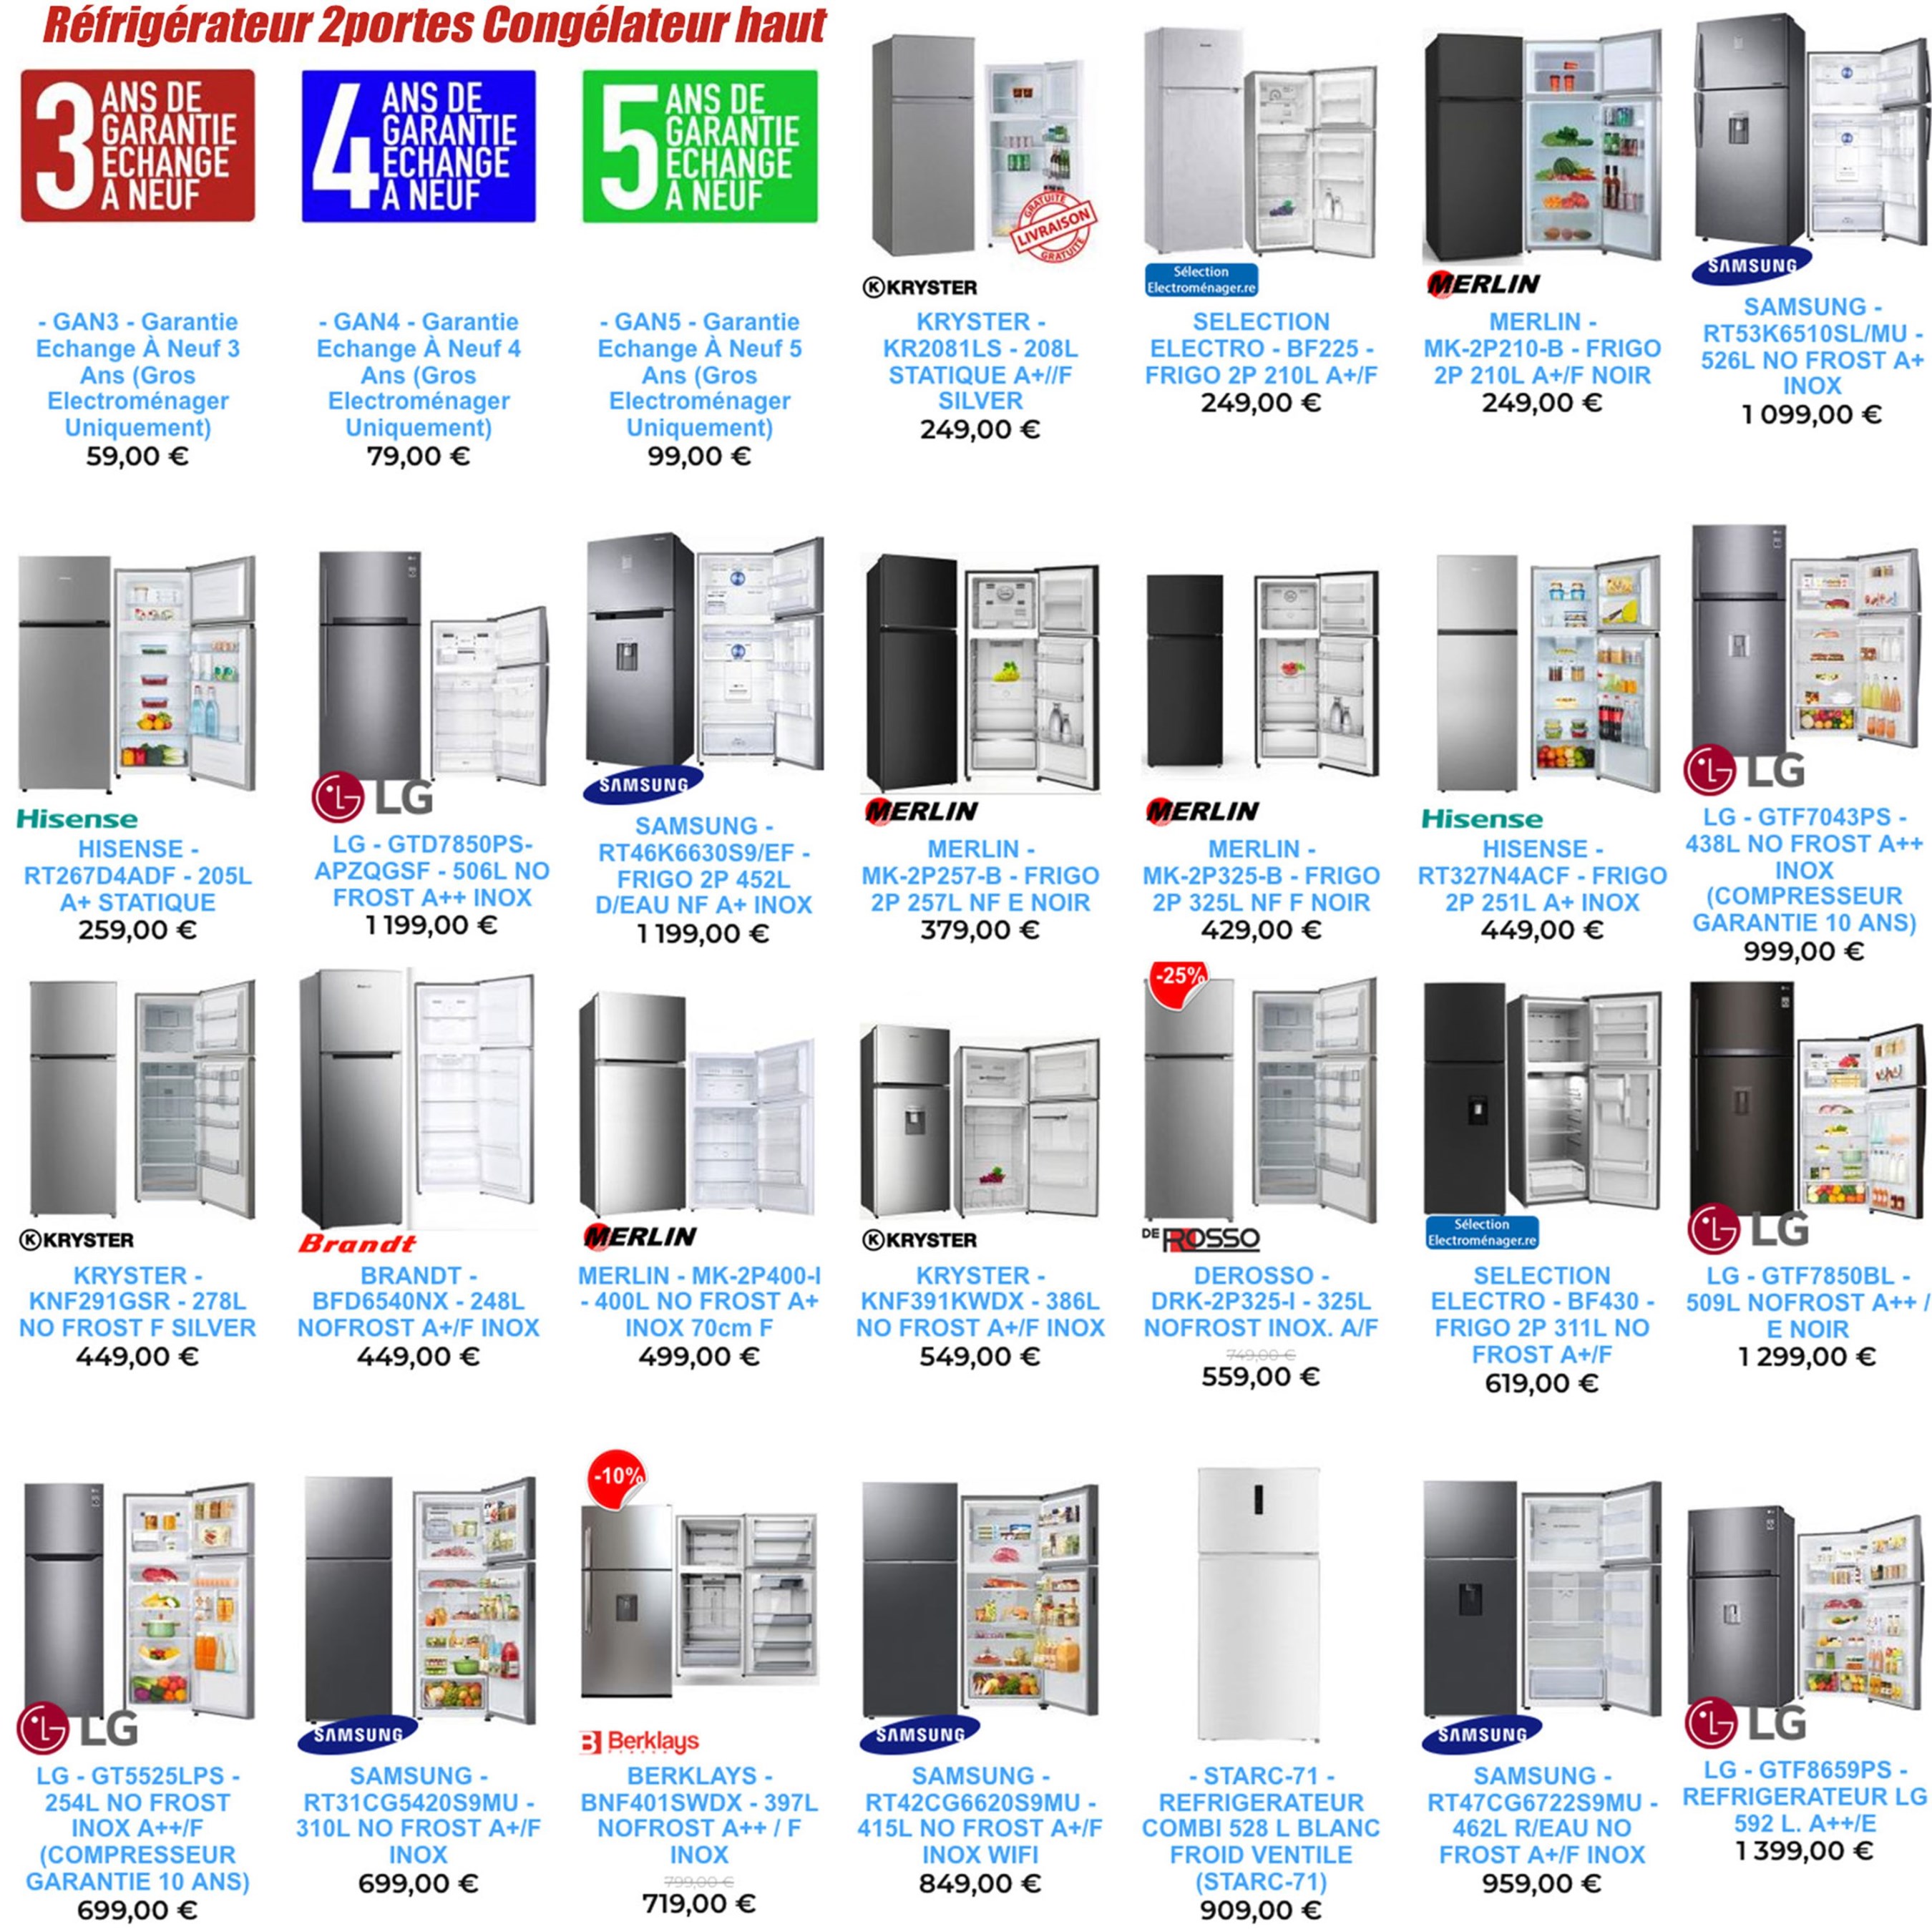 Réfrigérateur 2portes Congélateur haut
3 ANS DE
GARANTIE
ECHANGE
A NEUF
4 ANS DE
GARANTIE
ECHANGE
A NEUF
5 ANS DE
GARANTIE
ECHANGE
A NEUF
GRATUITE
LIVRAISON
GRATUITE
KRYSTER
Sélection
Electroménager.re
MERLIN
SAMSUNG
- GAN3 - Garantie
Echange À Neuf 3
Ans (Gros
Electroménager
Uniquement)
59,00 €
- GAN4 - Garantie
Echange À Neuf 4
Ans (Gros
Electroménager
Uniquement)
79,00 €
- GAN5 - Garantie
Echange À Neuf 5
Ans (Gros
Electroménager
Uniquement)
99,00 €
KRYSTER -
KR2081LS - 208L
STATIQUE A+//F
SILVER
249,00 €
SELECTION
ELECTRO - BF225 -
FRIGO 2P 210L A+/F
249,00 €
MERLIN -
MK-2P210-B - FRIGO
2P 210L A+/F NOIR
249,00 €
SAMSUNG -
RT53K6510SL/MU -
526L NO FROST A+
INOX
1 099,00 €
Hisense
HISENSE -
RT267D4ADF - 205L
A+ STATIQUE
259,00 €
LG
LG - GTD7850PS-
APZQGSF - 506L NO
FROST A++ INOX
1 199,00 €
SAMSUNG
SAMSUNG -
RT46K6630S9/EF -
FRIGO 2P 452L
D/EAU NF A+ INOX
1 199,00 €
MERLIN
MERLIN -
MK-2P257-B - FRIGO
2P 257L NF E NOIR
379,00 €
MERLIN
MERLIN -
MK-2P325-B - FRIGO
2P 325L NF F NOIR
429,00 €
Hisense
HISENSE -
RT327N4ACF - FRIGO
2P 251L A+ INOX
449,00 €
LG
LG - GTF7043PS -
438L NO FROST A++
INOX
(COMPRESSEUR
GARANTIE 10 ANS)
999,00 €
KRYSTER
KRYSTER -
KNF291GSR - 278L
NO FROST F SILVER
449,00 €
Brandt
BRANDT -
BFD6540NX - 248L
NOFROST A+/F INOX
449,00 €
MERLIN
MERLIN - MK-2P400-I
- 400L NO FROST A+
INOX 70cm F
499,00 €
KRYSTER
KRYSTER -
KNF391KWDX - 386L
NO FROST A+/F INOX
549,00 €
-25%
DE ROSSO
DEROSSO -
DRK-2P325-I - 325L
NOFROST INOX. A/F
749,00 €
559,00 €
Sélection
Electroménager.re
SELECTION
ELECTRO - BF430 -
FRIGO 2P 311L NO
FROST A+/F
619,00 €
LG
LG - GTF7850BL -
509L NOFROST A++ /
E NOIR
1 299,00 €
LG
LG - GT5525LPS -
254L NO FROST
INOX A++/F
(COMPRESSEUR
GARANTIE 10 ANS)
699,00 €
SAMSUNG
SAMSUNG -
RT31CG5420S9MU -
310L NO FROST A+/F
INOX
699,00 €
-10%
Berklays
BERKLAYS -
BNF401SWDX - 397L
NOFROST A++ / F
INOX
799,00 €
719,00 €
SAMSUNG
SAMSUNG -
RT42CG6620S9MU -
415L NO FROST A+/F
INOX WIFI
849,00 €
- STARC-71 -
REFRIGERATEUR
COMBI 528 L BLANC
FROID VENTILE
(STARC-71)
909,00 €
SAMSUNG
SAMSUNG -
RT47CG6722S9MU -
462L R/EAU NO
FROST A+/F INOX
959,00 €
LG
LG - GTF8659PS -
REFRIGERATEUR LG
592 L. A++/E
1 399,00 €